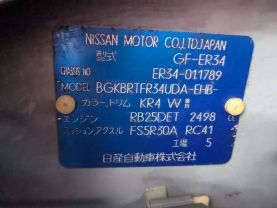 NISSAN MOTOR CO.,LTD.JAPAN
型式 GF-ER34
CHASSIS NO ER34-011789
MODEL BGKBRTFR34UDA-EHB-
カラー、トリム KR4 W
エンジン RB25DET 2498
ミッション、アクスル FS5R30A RC41
工場 5
日産自動車株式会社